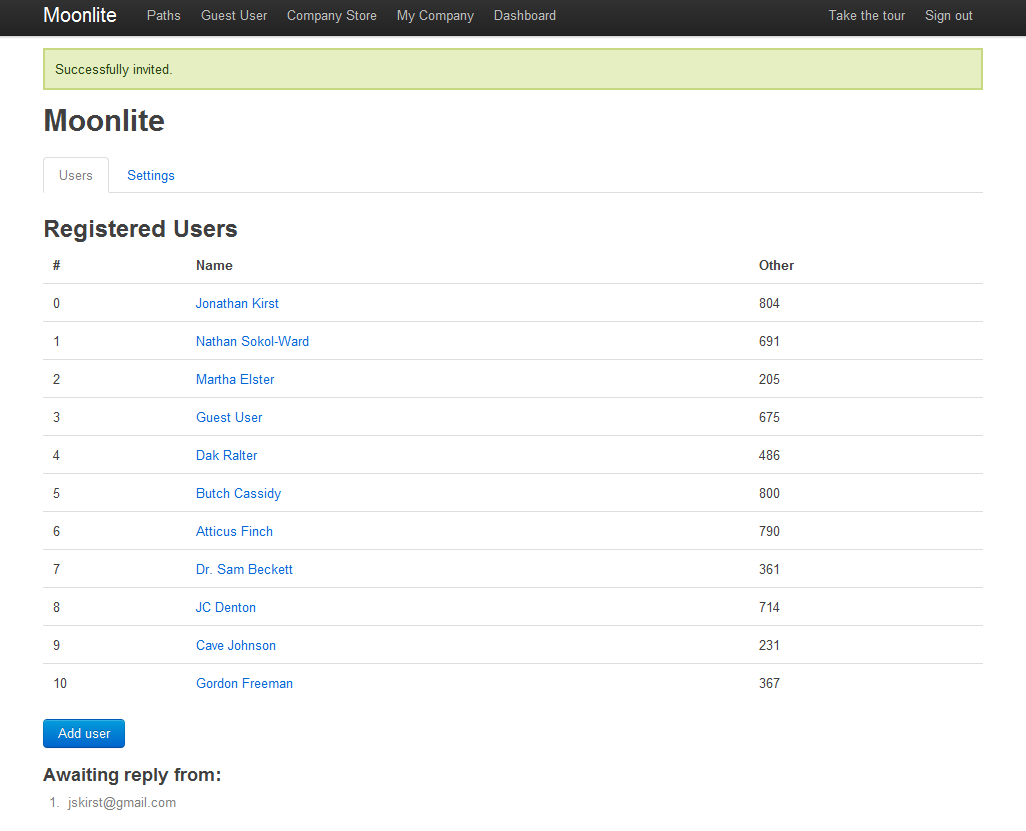 Moonlite Paths Guest User Company Store My Company Dashboard Take the tour Sign out
Successfully invited.
Moonlite
Users Settings
Registered Users
# Name Other
0 Jonathan Kirst 804
1 Nathan Sokol-Ward 691
2 Martha Elster 205
3 Guest User 675
4 Dak Ralter 486
5 Butch Cassidy 800
6 Atticus Finch 790
7 Dr. Sam Beckett 361
8 JC Denton 714
9 Cave Johnson 231
10 Gordon Freeman 367
Add user
Awaiting reply from:
1. jskirst@gmail.com